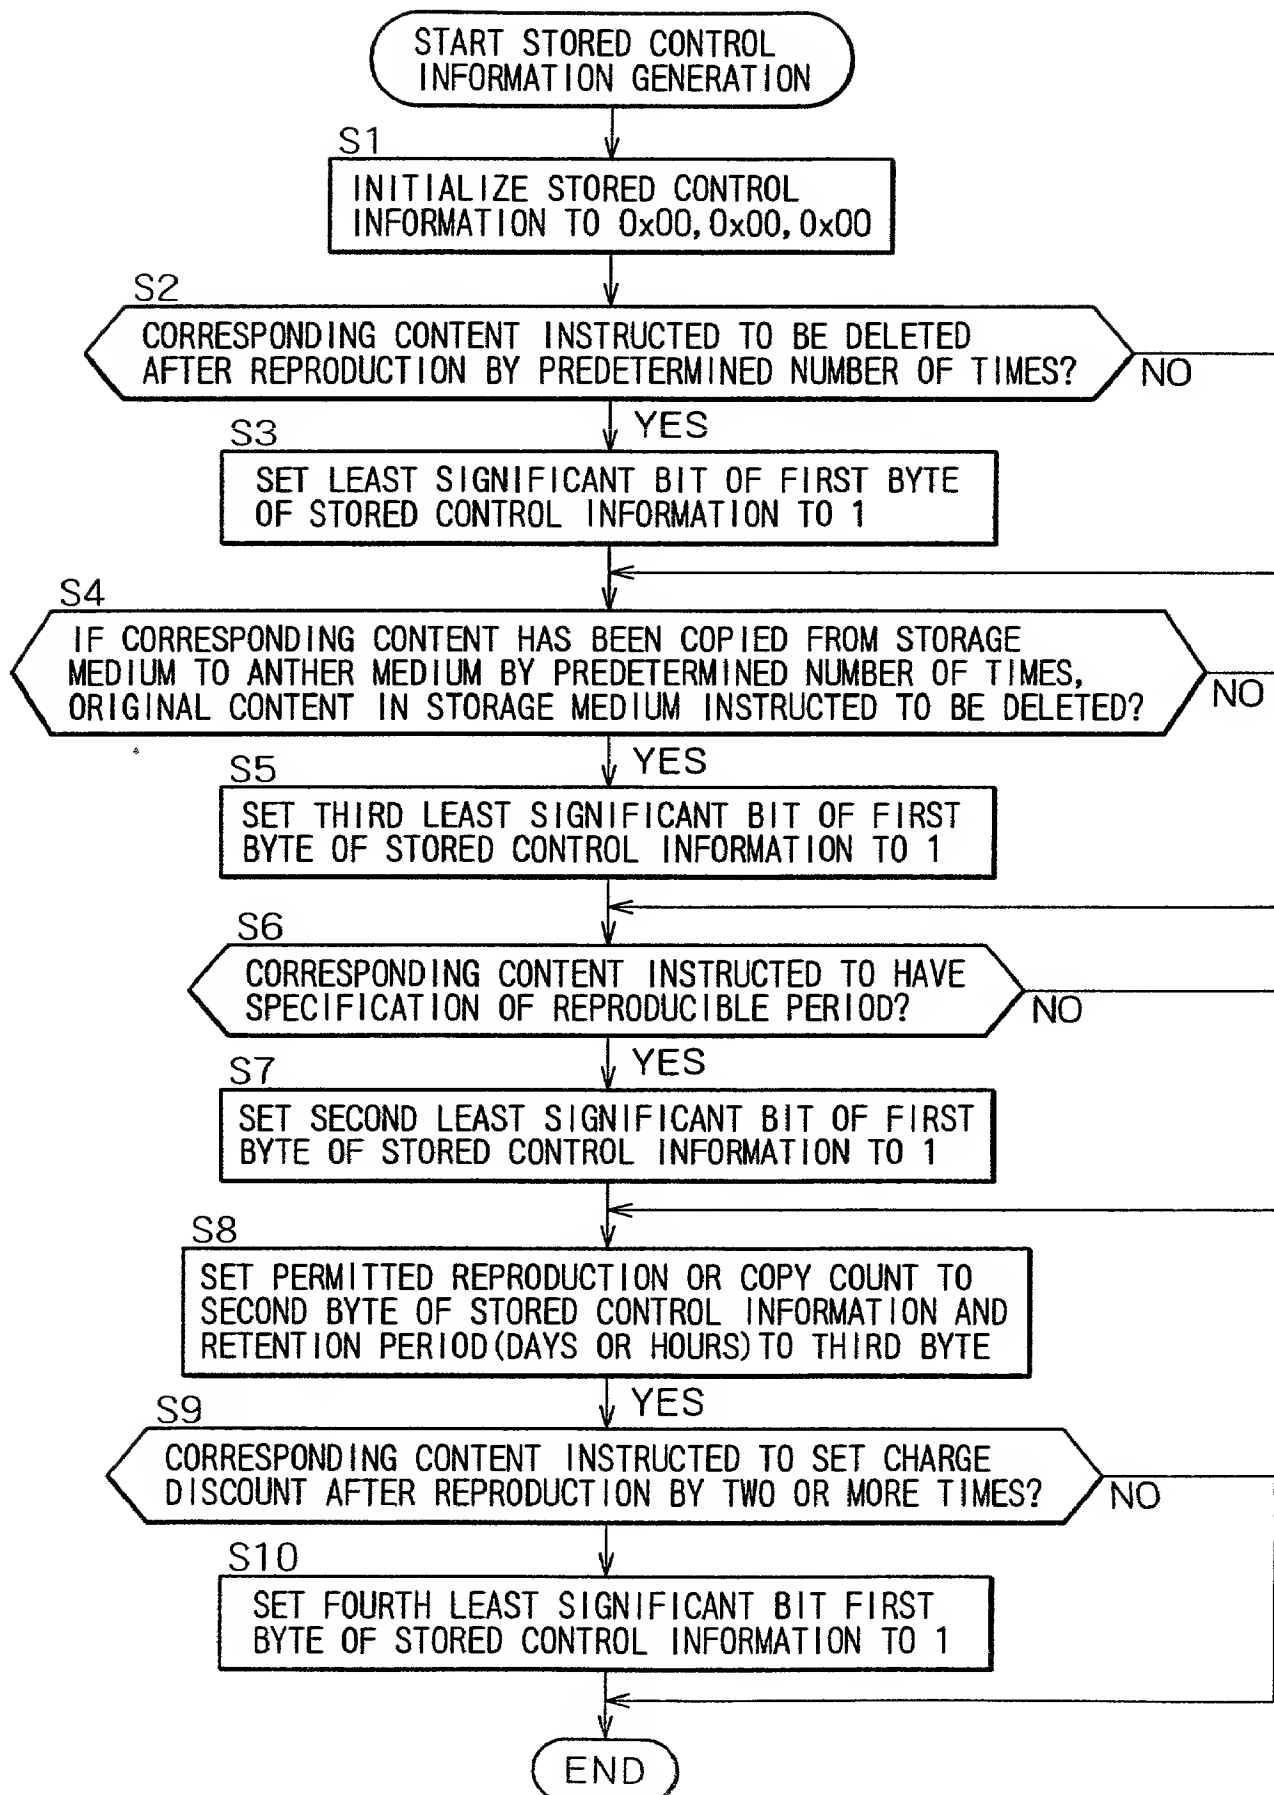 START STORED CONTROL
INFORMATION GENERATION
S1
INITIALIZE STORED CONTROL
INFORMATION TO 0x00, 0x00, 0x00
S2
CORRESPONDING CONTENT INSTRUCTED TO BE DELETED
AFTER REPRODUCTION BY PREDETERMINED NUMBER OF TIMES?
NO
YES
S3
SET LEAST SIGNIFICANT BIT OF FIRST BYTE
OF STORED CONTROL INFORMATION TO 1
S4
IF CORRESPONDING CONTENT HAS BEEN COPIED FROM STORAGE
MEDIUM TO ANTHER MEDIUM BY PREDETERMINED NUMBER OF TIMES,
ORIGINAL CONTENT IN STORAGE MEDIUM INSTRUCTED TO BE DELETED?
NO
YES
S5
SET THIRD LEAST SIGNIFICANT BIT OF FIRST
BYTE OF STORED CONTROL INFORMATION TO 1
S6
CORRESPONDING CONTENT INSTRUCTED TO HAVE
SPECIFICATION OF REPRODUCIBLE PERIOD?
NO
YES
S7
SET SECOND LEAST SIGNIFICANT BIT OF FIRST
BYTE OF STORED CONTROL INFORMATION TO 1
S8
SET PERMITTED REPRODUCTION OR COPY COUNT TO
SECOND BYTE OF STORED CONTROL INFORMATION AND
RETENTION PERIOD(DAYS OR HOURS)TO THIRD BYTE
YES
S9
CORRESPONDING CONTENT INSTRUCTED TO SET CHARGE
DISCOUNT AFTER REPRODUCTION BY TWO OR MORE TIMES?
NO
S10
SET FOURTH LEAST SIGNIFICANT BIT FIRST
BYTE OF STORED CONTROL INFORMATION TO 1
END